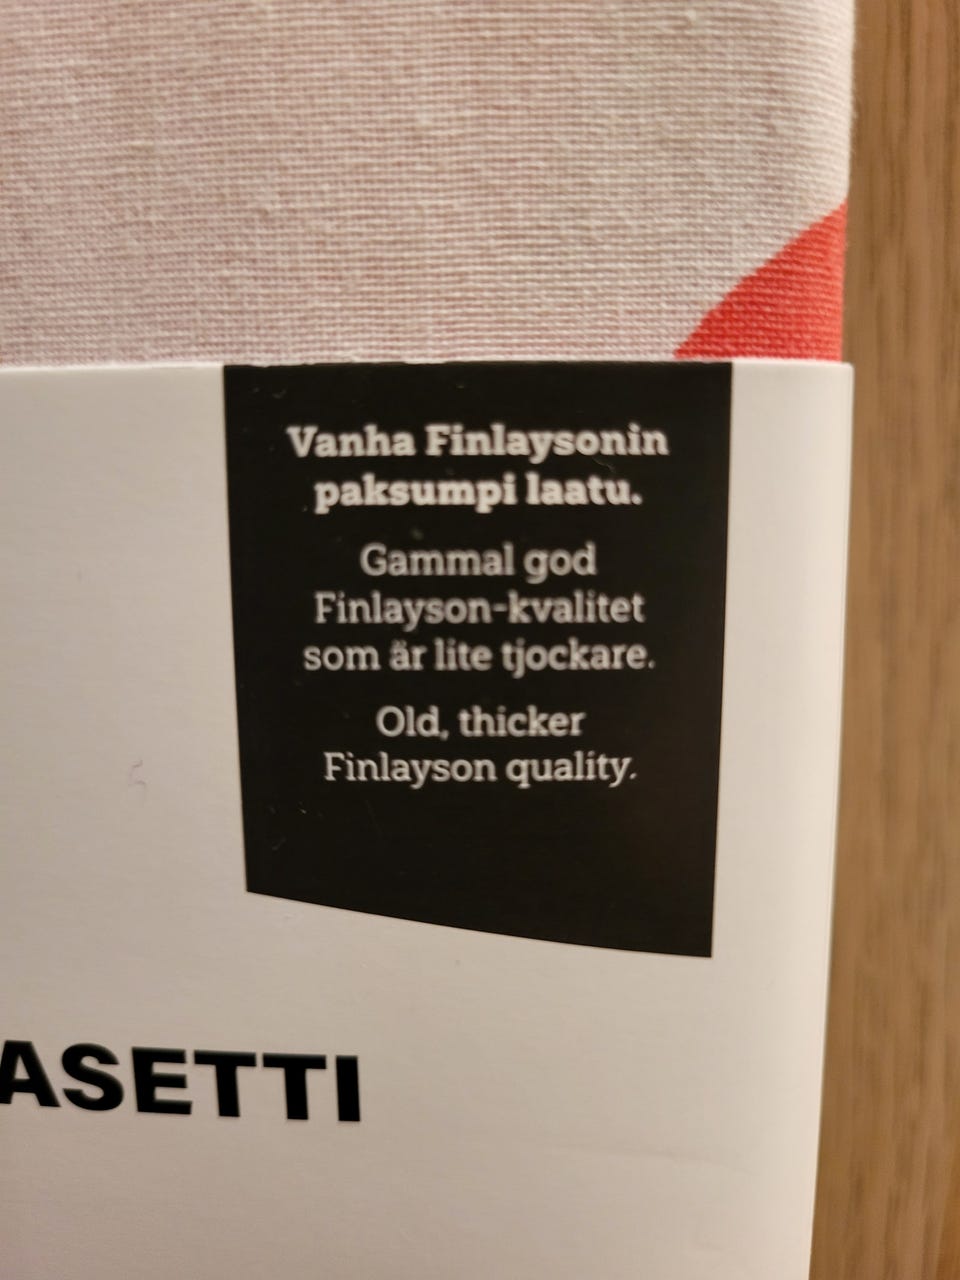 Vanha Finlaysonin
paksumpi laatu.
Gammal god
Finlayson-kvalitet
som är lite tjockare.
Old, thicker
Finlayson quality.
ASETTI